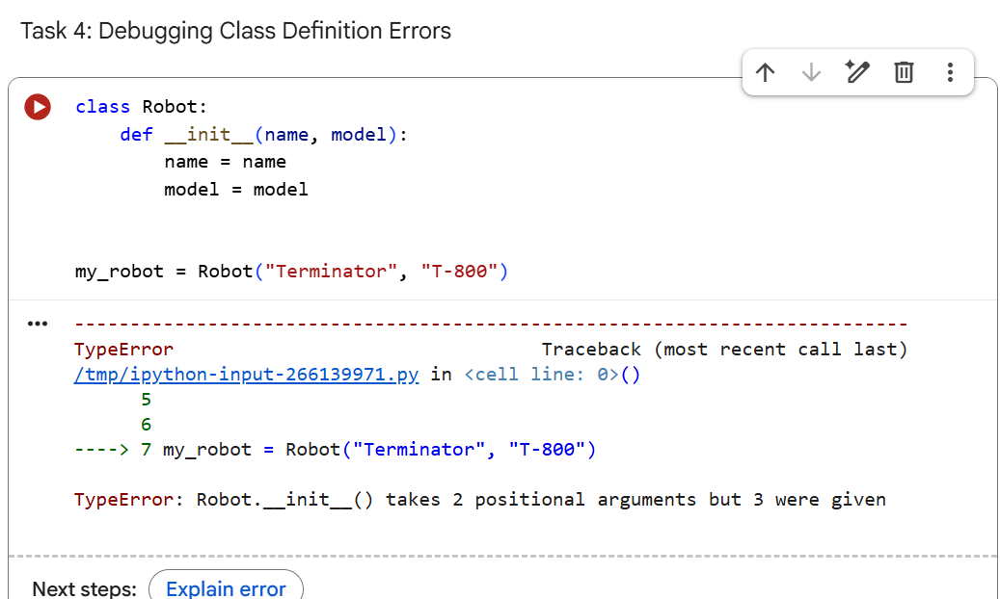 Task 4: Debugging Class Definition Errors
class Robot:
    def __init__(name, model):
        name = name
        model = model
my_robot = Robot("Terminator", "T-800")
---------------------------------------------------------------------------
TypeError                                 Traceback (most recent call last)
/tmp/ipython-input-266139971.py in <cell line: 0>()
      5
      6
----> 7 my_robot = Robot("Terminator", "T-800")
TypeError: Robot.__init__() takes 2 positional arguments but 3 were given
Next steps: Explain error